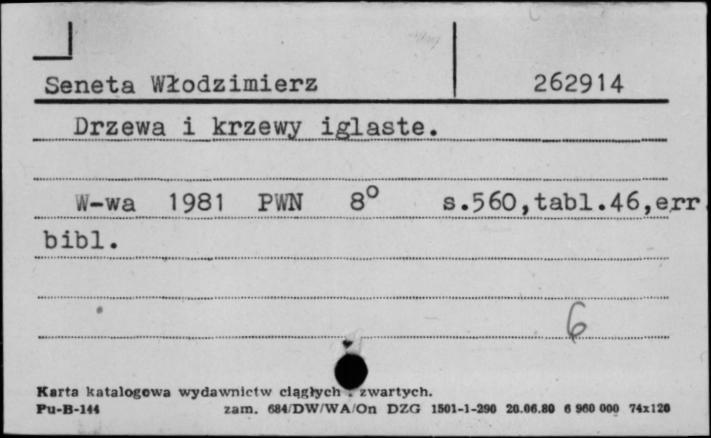 Seneta Włodzimierz 262914
Drzewa i krzewy iglaste.
W-wa 1981 PWN 8° s.560,tabl.46,err.
bibl.
6
Karta katalogowa wydawnictw ciągłych i zwartych.
Pu-B-144 zam. 684/DW/WA/On DZG 1501-1-290 20.06.80 6 960 000 74x120